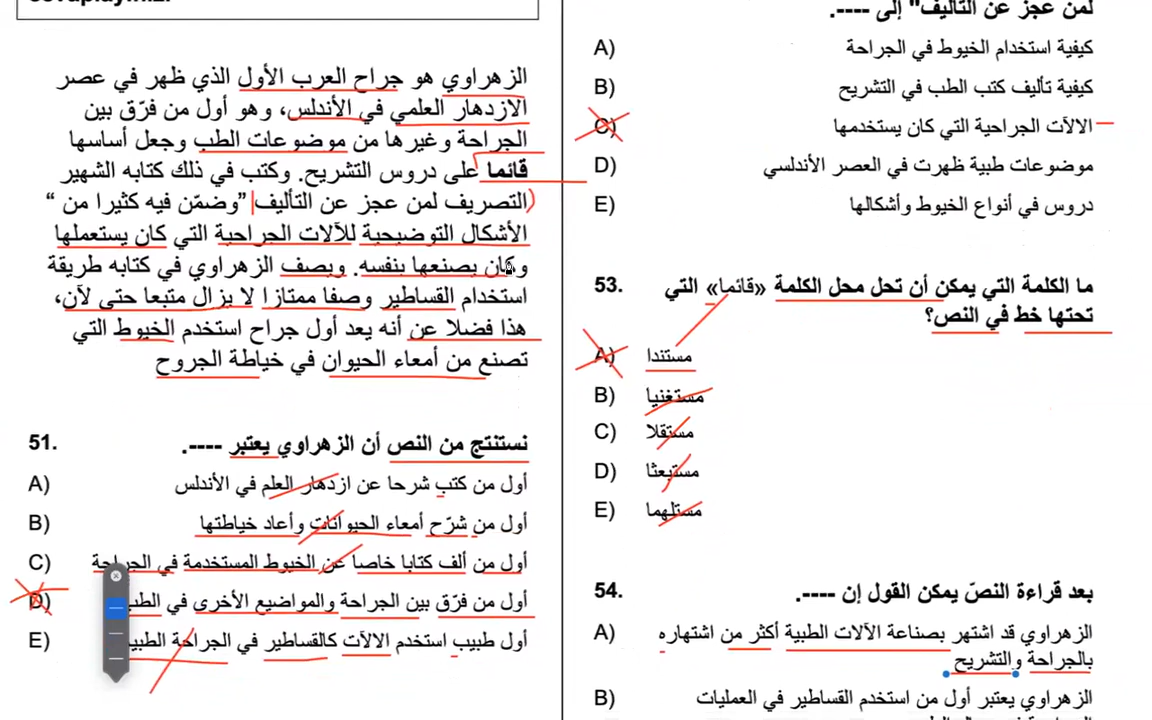 الزهراوي هو جراح العرب الأول الذي ظهر في عصر
الازدهار العلمي في الأندلس، وهو أول من فرّق بين
الجراحة وغيرها من موضوعات الطب وجعل أساسها
قائما على دروس التشريح. وكتب في ذلك كتابه الشهير
التصريف لمن عجز عن التأليف" وضمّن فيه كثيرا من "
الأشكال التوضيحية للآلات الجراحية التي كان يستعملها
وكان يصنعها بنفسه. ويصف الزهراوي في كتابه طريقة
استخدام القساطير وصفا ممتازا لا يزال متبعا حتى لآن،
هذا فضلا عن أنه يعد أول جراح استخدم الخيوط التي
تصنع من أمعاء الحيوان في خياطة الجروح
51. نستنتج من النص أن الزهراوي يعتبر ----.
A) أول من كتب شرحا عن ازدهار العلم في الأندلس
B) أول من شرّح أمعاء الحيوانات وأعاد خياطتها
C) أول من ألف كتابا خاصا عن الخيوط المستخدمة في الجراحة
D) أول من فرّق بين الجراحة والمواضيع الأخرى في الطب
E) أول طبيب استخدم الالآت كالقساطير في الجراحة
لمن عجز عن التأليف" إلى ----.
A) كيفية استخدام الخيوط في الجراحة
B) كيفية تأليف كتب الطب في التشريح
C) الالآت الجراحية التي كان يستخدمها
D) موضوعات طبية ظهرت في العصر الأندلسي
E) دروس في أنواع الخيوط وأشكالها
53. ما الكلمة التي يمكن أن تحل محل الكلمة «قائما» التي
تحتها خط في النص؟
A) مستندا
B) مستغنيا
C) مستقلا
D) مستبعثا
E) مستلهما
54. بعد قراءة النصّ يمكن القول إن ----.
A) الزهراوي قد اشتهر بصناعة الآلات الطبية أكثر من اشتهاره
بالجراحة والتشريح
B) الزهراوي يعتبر أول من استخدم القساطير في العمليات